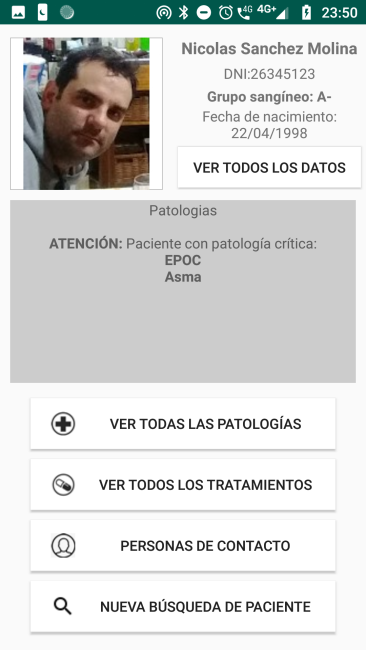 4G 4G+ 23:50
Nicolas Sanchez Molina
DNI:26345123
Grupo sangíneo: A-
Fecha de nacimiento:
22/04/1998
VER TODOS LOS DATOS
Patologias
ATENCIÓN: Paciente con patología crítica:
EPOC
Asma
VER TODAS LAS PATOLOGÍAS
VER TODOS LOS TRATAMIENTOS
PERSONAS DE CONTACTO
NUEVA BÚSQUEDA DE PACIENTE